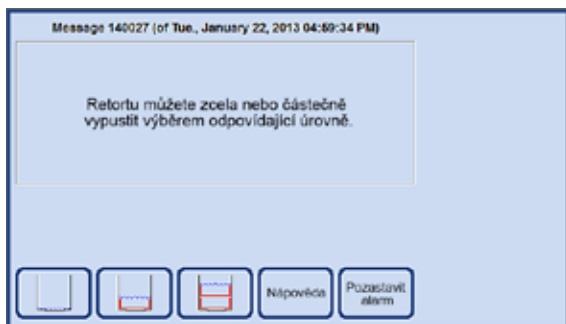 Message 140027 (of Tue., January 22, 2013 04:59:34 PM)
Retortu můžete zcela nebo částečně
vypustit výběrem odpovídající úrovně.
Nápověda
Pozastavit
alarm